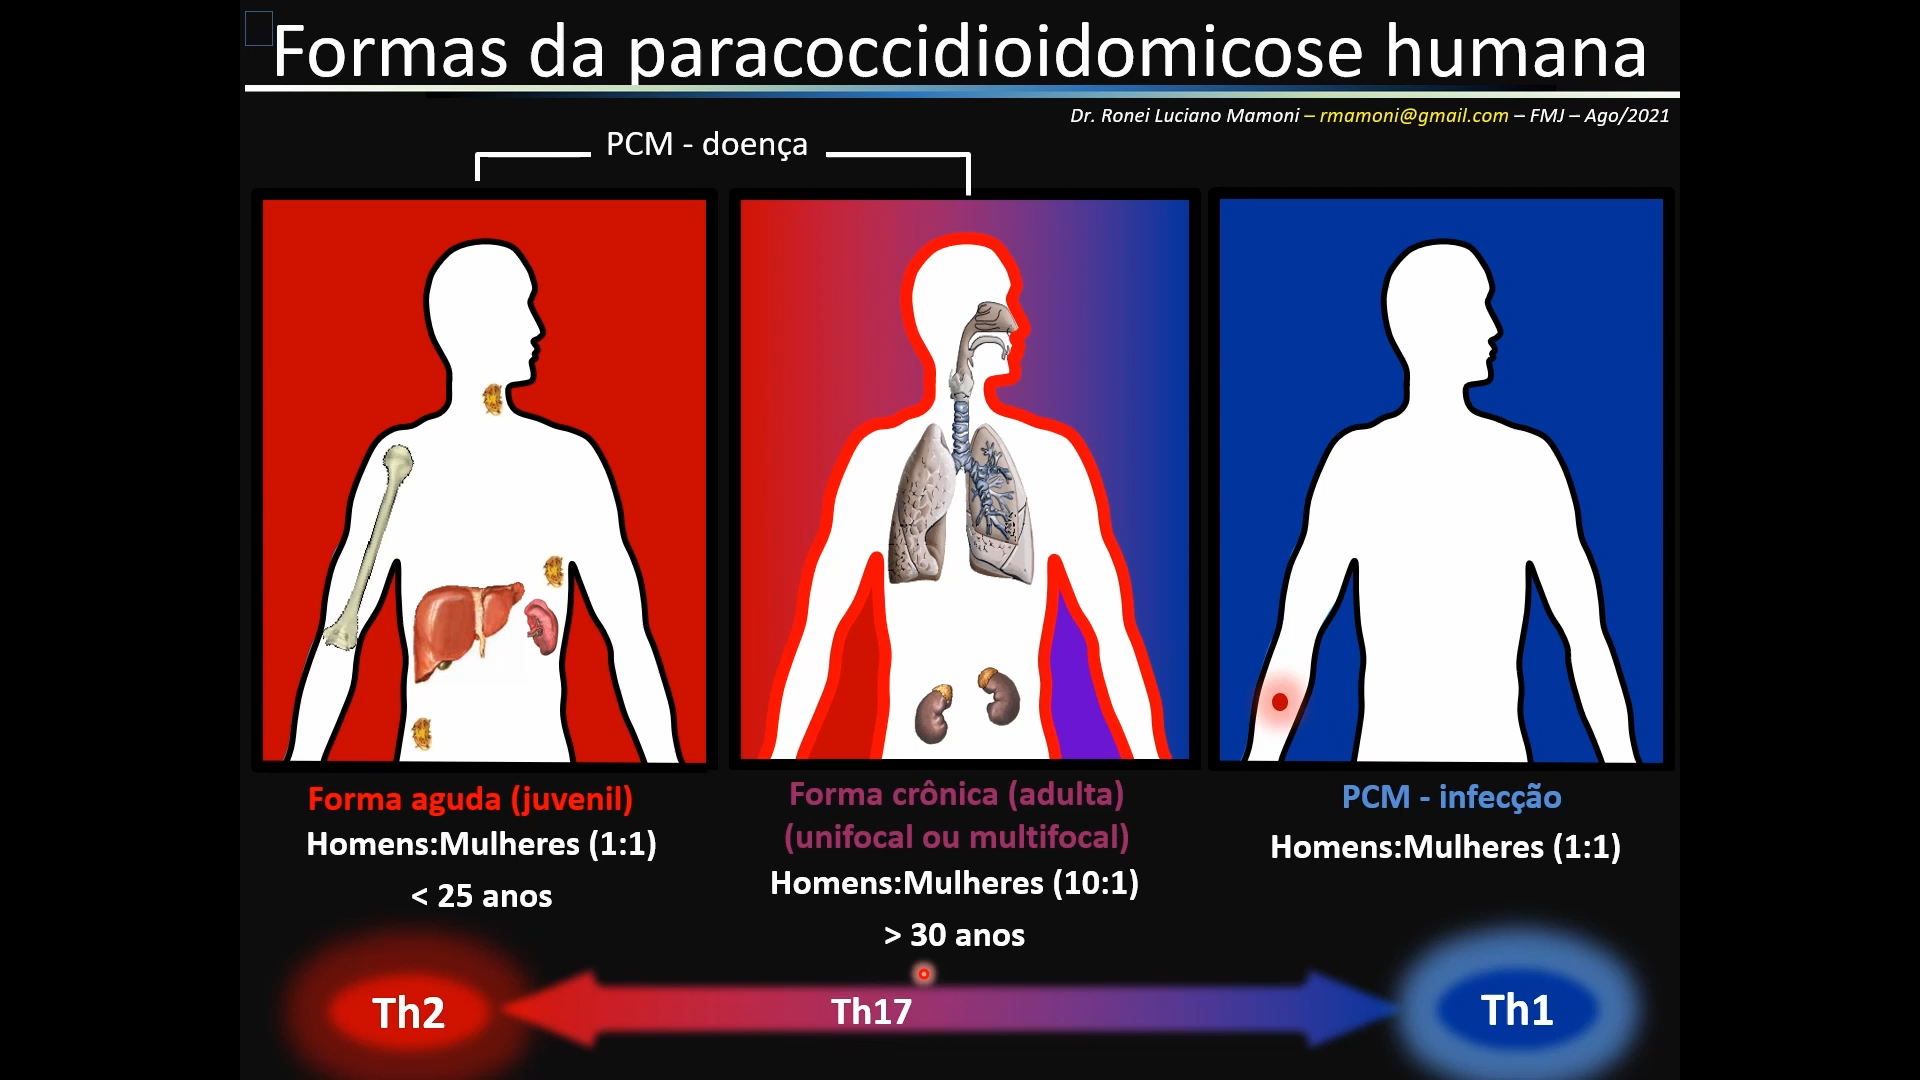 Formas da paracoccidioidomicose humana
Dr. Ronei Luciano Mamoni – rmamoni@gmail.com – FMJ – Ago/2021
PCM - doença
Forma aguda (juvenil)
Homens:Mulheres (1:1)
< 25 anos
Forma crônica (adulta)
(unifocal ou multifocal)
Homens:Mulheres (10:1)
> 30 anos
PCM - infecção
Homens:Mulheres (1:1)
Th2
Th17
Th1